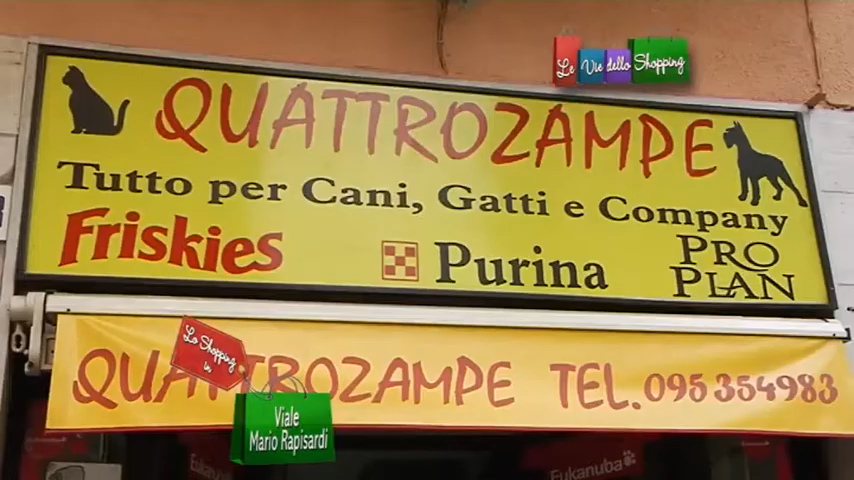 Le Vie dello Shopping
QUATTROZAMPE
Tutto per Cani, Gatti e Company
Friskies Purina PRO PLAN
QUATTROZAMPE TEL. 095 354983
Lo Shopping in
Viale
Mario Rapisardi
Eukanuba